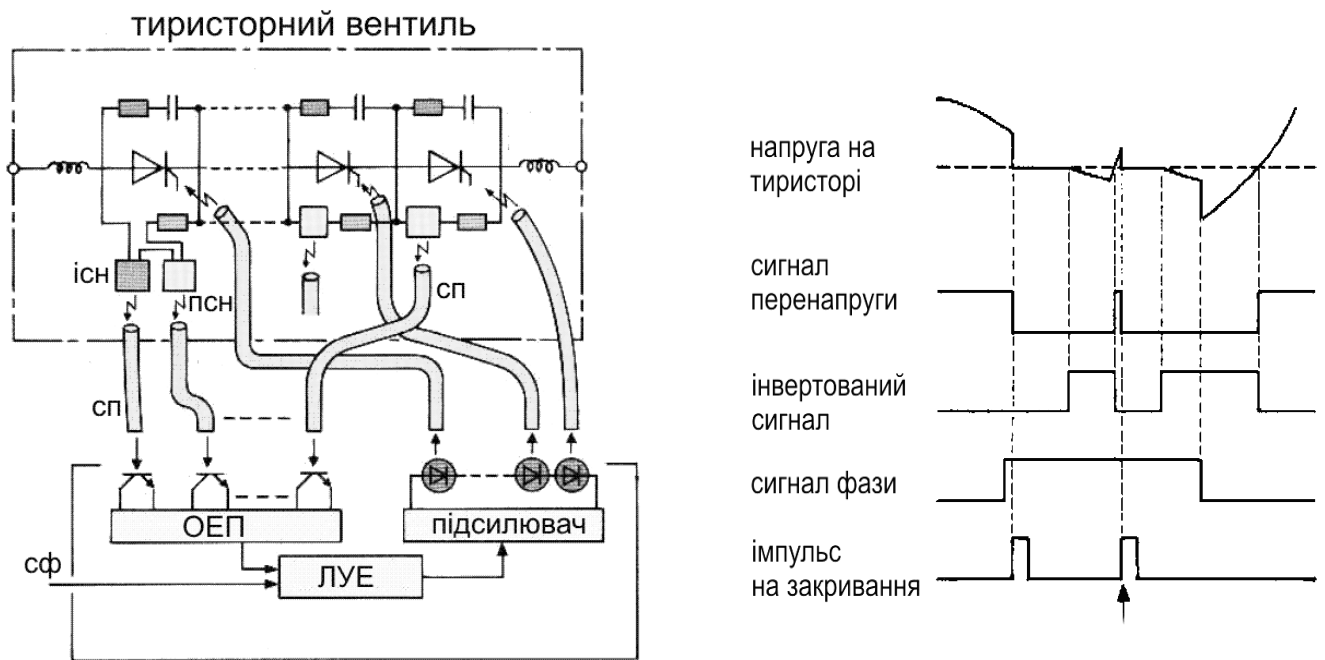 тиристорний вентиль
існ
псн
сп
сп
ОЕП
підсилювач
сф
ЛУЕ
напруга на
тиристорі
сигнал
перенапруги
інвертований
сигнал
сигнал фази
імпульс
на закривання